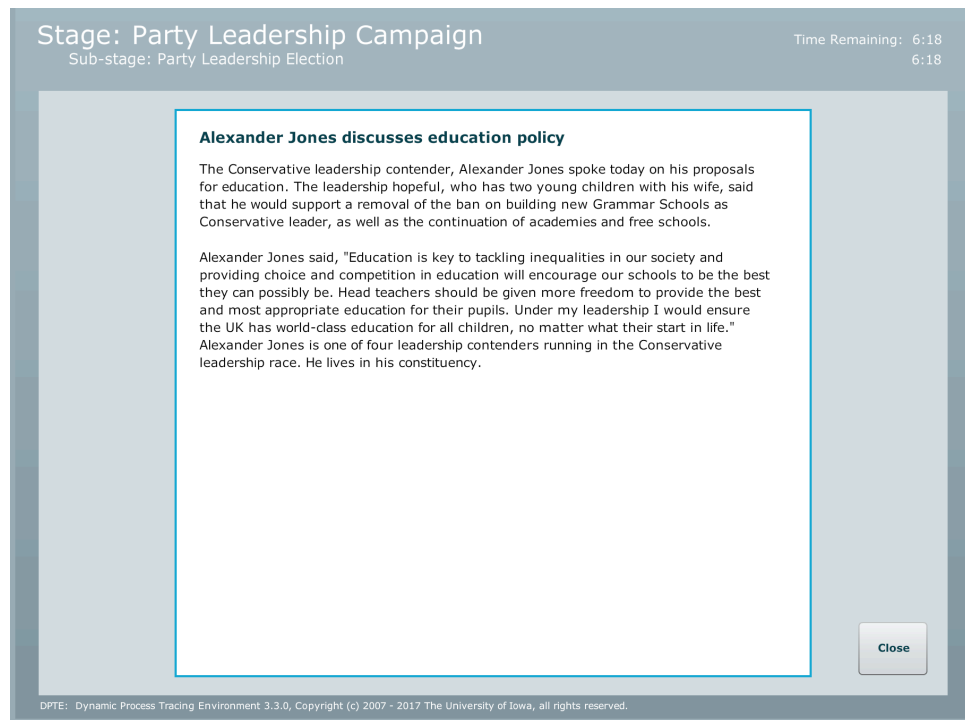 Stage: Party Leadership Campaign
Sub-stage: Party Leadership Election
Time Remaining: 6:18
6:18
Alexander Jones discusses education policy
The Conservative leadership contender, Alexander Jones spoke today on his proposals
for education. The leadership hopeful, who has two young children with his wife, said
that he would support a removal of the ban on building new Grammar Schools as
Conservative leader, as well as the continuation of academies and free schools.
Alexander Jones said, "Education is key to tackling inequalities in our society and
providing choice and competition in education will encourage our schools to be the best
they can possibly be. Head teachers should be given more freedom to provide the best
and most appropriate education for their pupils. Under my leadership I would ensure
the UK has world-class education for all children, no matter what their start in life."
Alexander Jones is one of four leadership contenders running in the Conservative
leadership race. He lives in his constituency.
Close
DPTE: Dynamic Process Tracing Environment 3.3.0, Copyright (c) 2007 - 2017 The University of Iowa, all rights reserved.